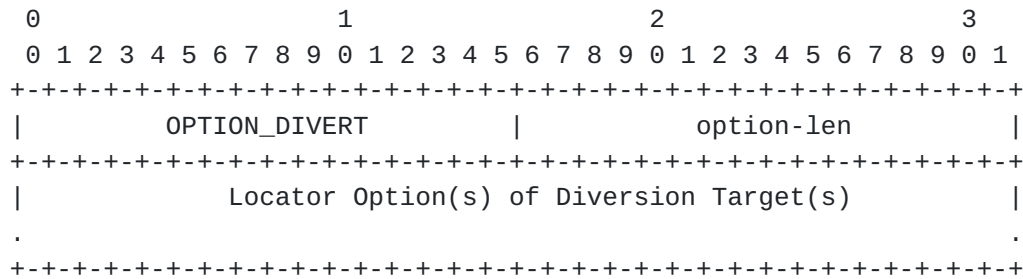 0                   1                   2                   3
 0 1 2 3 4 5 6 7 8 9 0 1 2 3 4 5 6 7 8 9 0 1 2 3 4 5 6 7 8 9 0 1
+-+-+-+-+-+-+-+-+-+-+-+-+-+-+-+-+-+-+-+-+-+-+-+-+-+-+-+-+-+-+-+-+
|         OPTION_DIVERT         |           option-len          |
+-+-+-+-+-+-+-+-+-+-+-+-+-+-+-+-+-+-+-+-+-+-+-+-+-+-+-+-+-+-+-+-+
|             Locator Option(s) of Diversion Target(s)          |
.                                                               .
+-+-+-+-+-+-+-+-+-+-+-+-+-+-+-+-+-+-+-+-+-+-+-+-+-+-+-+-+-+-+-+-+